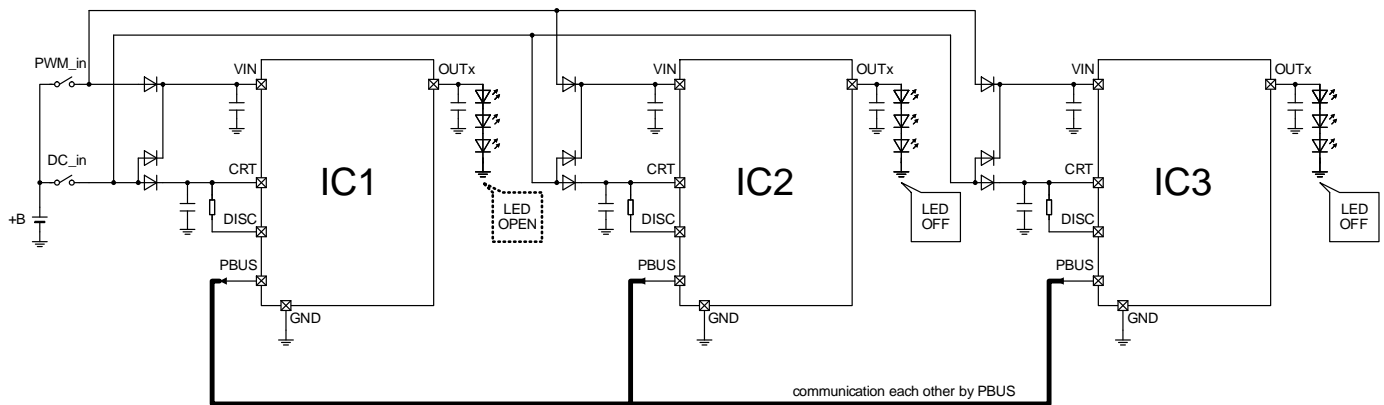 PWM_in
DC_in
+B
VIN
CRT
DISC
PBUS
GND
OUTx
IC1
LED
OPEN
VIN
CRT
DISC
PBUS
GND
OUTx
IC2
LED
OFF
VIN
CRT
DISC
PBUS
GND
OUTx
IC3
LED
OFF
communication each other by PBUS